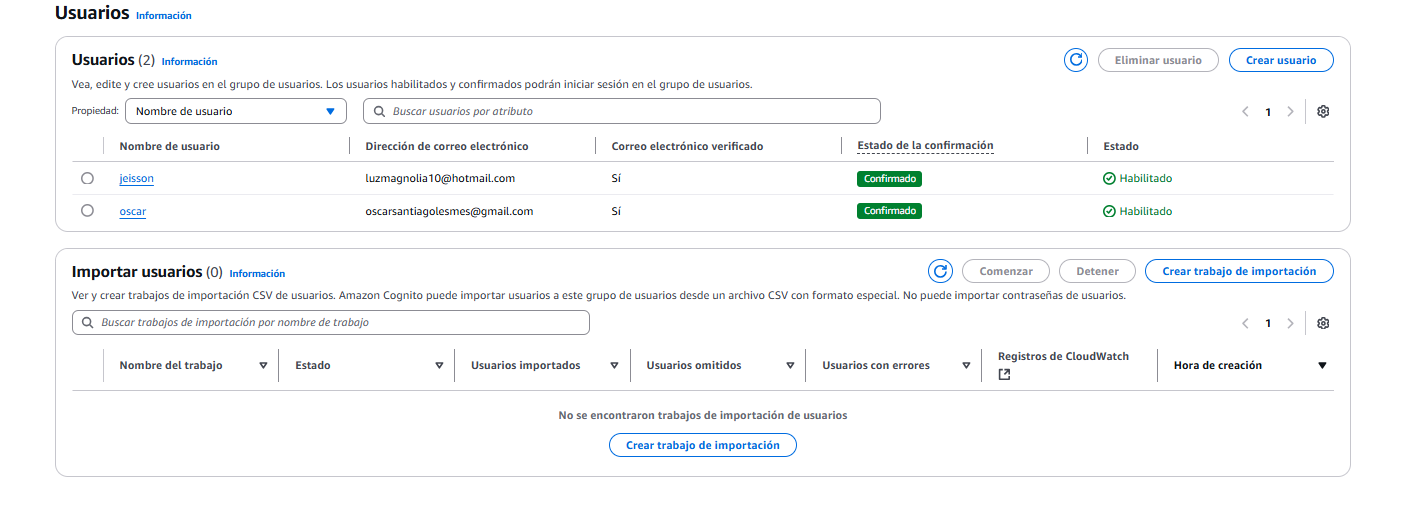 Usuarios Información
Usuarios (2) Información
Eliminar usuario
Crear usuario
Vea, edite y cree usuarios en el grupo de usuarios. Los usuarios habilitados y confirmados podrán iniciar sesión en el grupo de usuarios.
Propiedad: Nombre de usuario
Buscar usuarios por atributo
1
Nombre de usuario Dirección de correo electrónico Correo electrónico verificado Estado de la confirmación Estado
jeisson luzmagnolia10@hotmail.com Sí Confirmado Habilitado
oscar oscarsantiagolesmes@gmail.com Sí Confirmado Habilitado
Importar usuarios (0) Información
Comenzar
Detener
Crear trabajo de importación
Ver y crear trabajos de importación CSV de usuarios. Amazon Cognito puede importar usuarios a este grupo de usuarios desde un archivo CSV con formato especial. No puede importar contraseñas de usuarios.
Buscar trabajos de importación por nombre de trabajo
1
Nombre del trabajo Estado Usuarios importados Usuarios omitidos Usuarios con errores Registros de CloudWatch Hora de creación
No se encontraron trabajos de importación de usuarios
Crear trabajo de importación